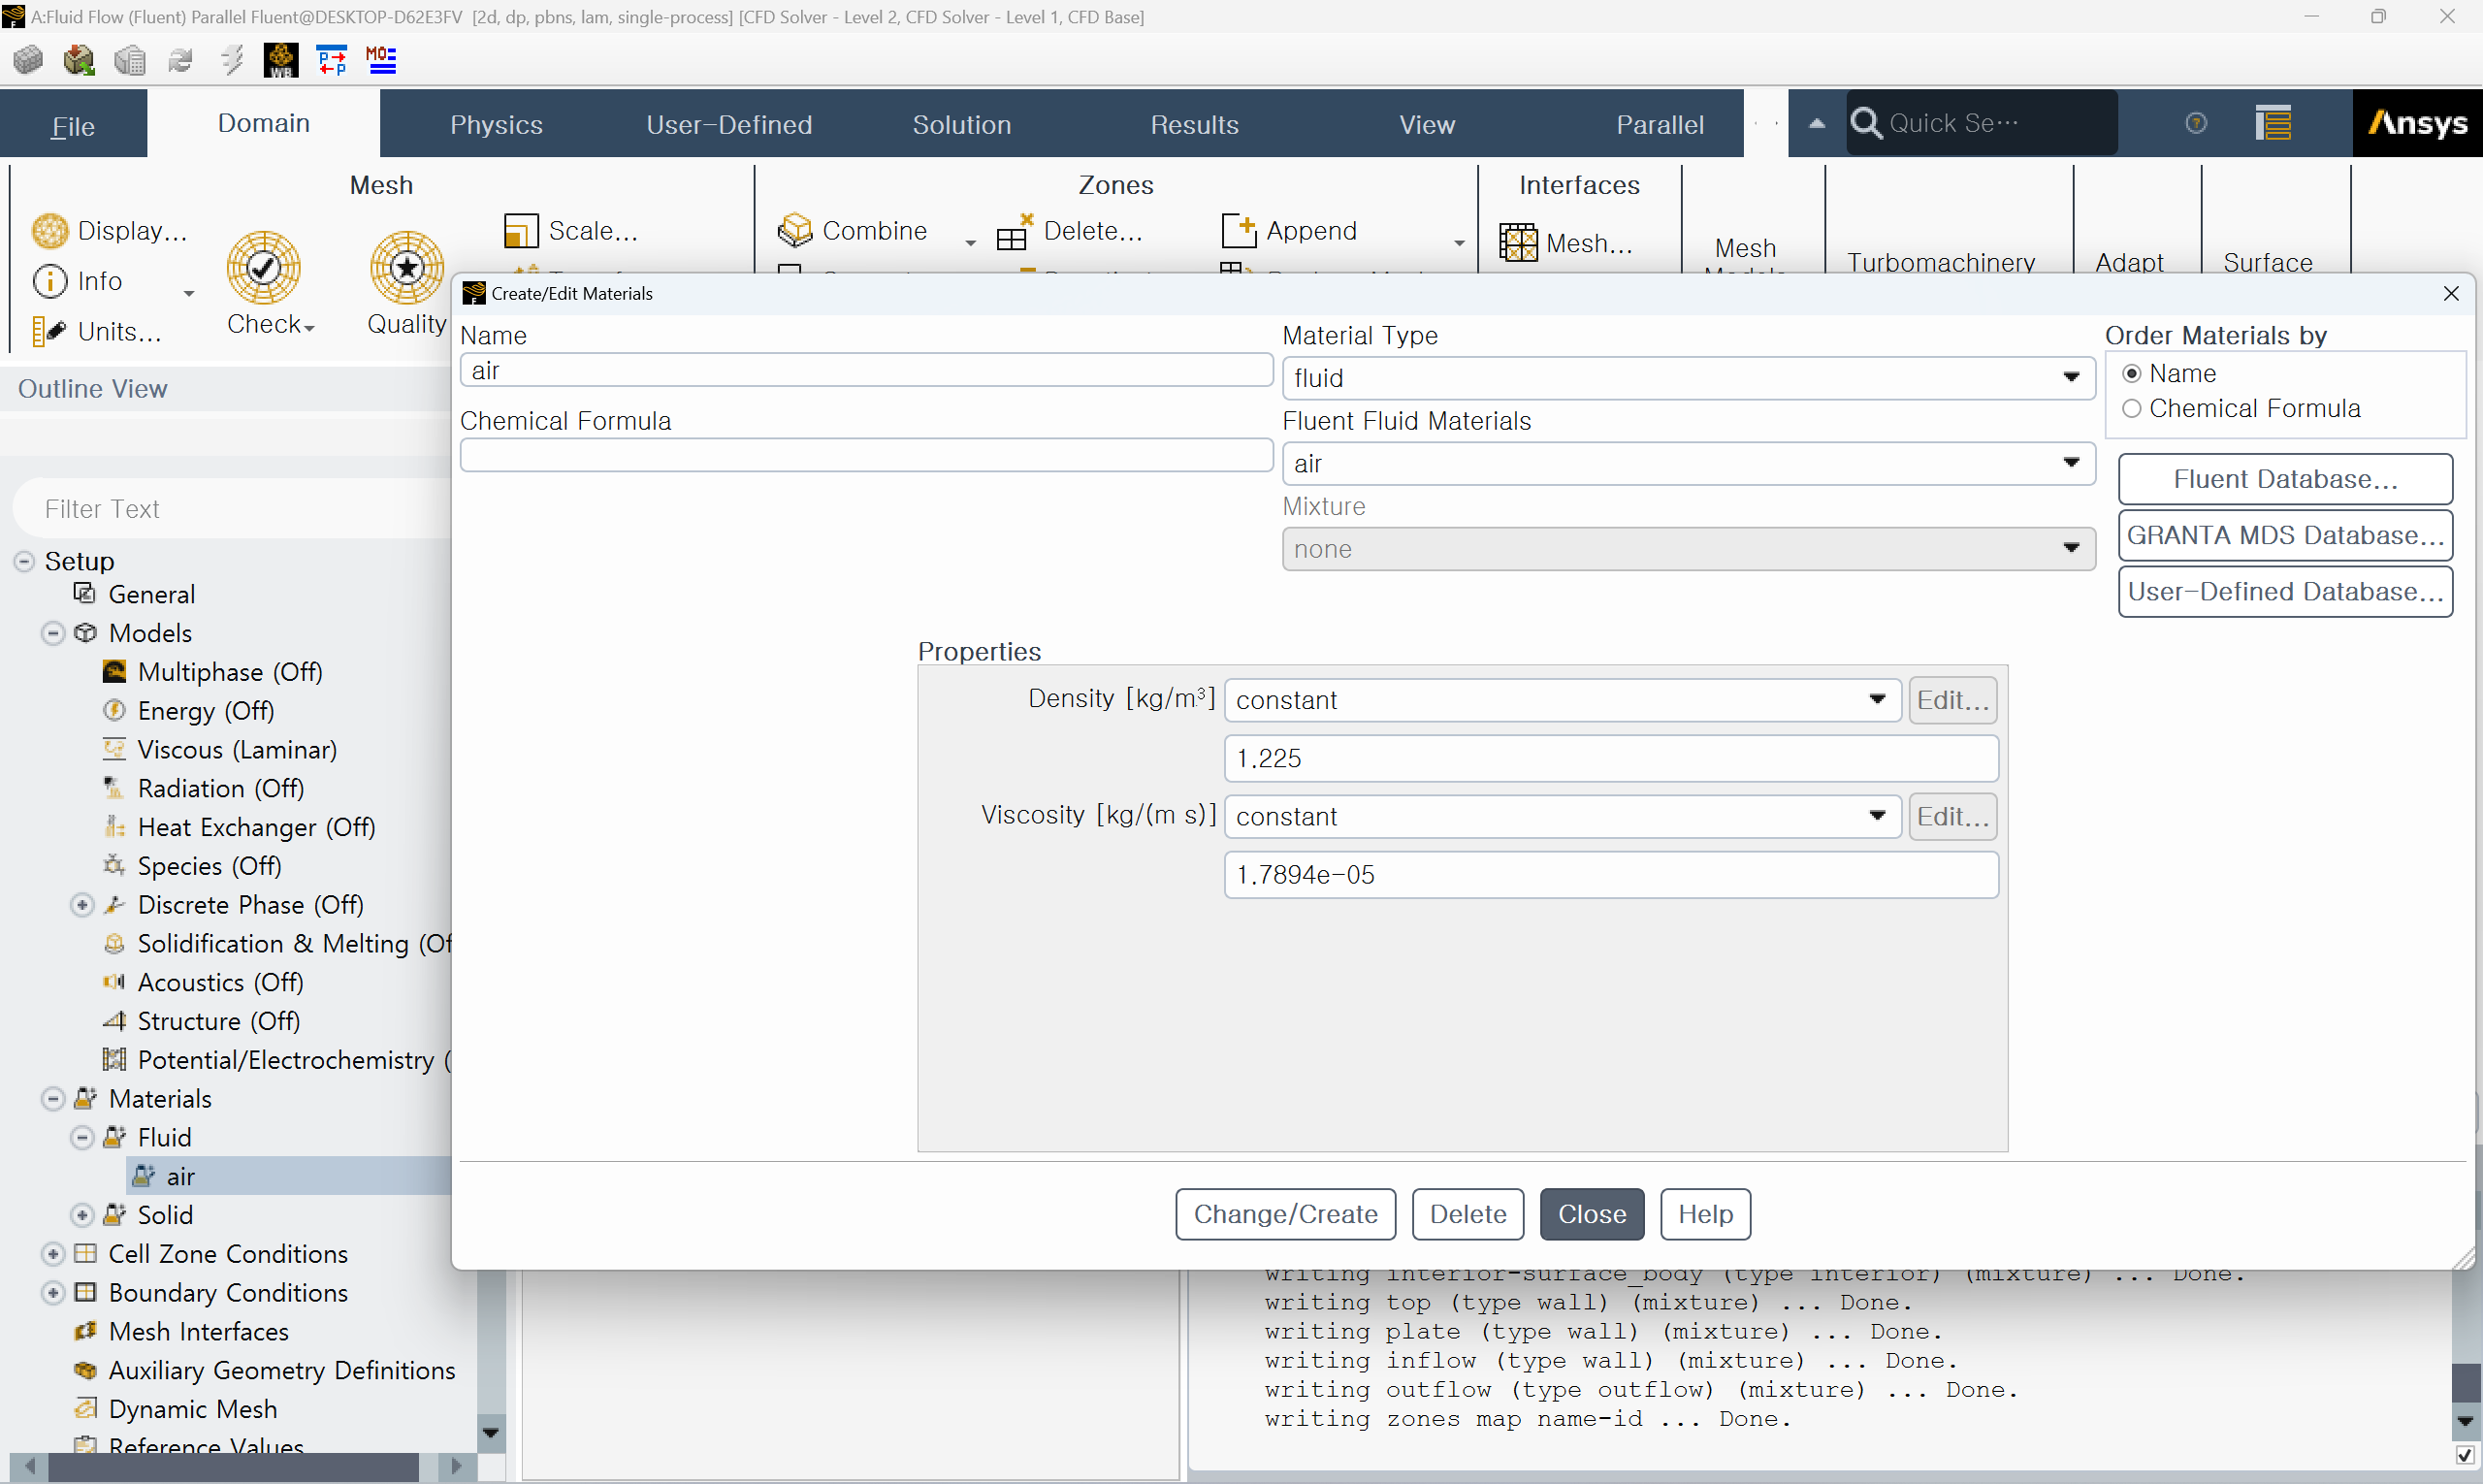 A:Fluid Flow (Fluent) Parallel Fluent@DESKTOP-D62E3FV [2d, dp, pbns, lam, single-process] [CFD Solver - Level 2, CFD Solver - Level 1, CFD Base]
File
Domain
Physics
User-Defined
Solution
Results
View
Parallel
Quick Se...
Ansys
Mesh
Zones
Interfaces
Display...
Info
Units...
Check
Quality
Scale...
Combine
Delete...
Append
Mesh...
Mesh
Turbomachinery
Adapt
Surface
Outline View
Filter Text
Setup
General
Models
Multiphase (Off)
Energy (Off)
Viscous (Laminar)
Radiation (Off)
Heat Exchanger (Off)
Species (Off)
Discrete Phase (Off)
Solidification & Melting (Of
Acoustics (Off)
Structure (Off)
Potential/Electrochemistry (
Materials
Fluid
air
Solid
Cell Zone Conditions
Boundary Conditions
Mesh Interfaces
Auxiliary Geometry Definitions
Dynamic Mesh
Reference Values
Create/Edit Materials
Name
air
Chemical Formula
Material Type
fluid
Fluent Fluid Materials
air
Mixture
none
Order Materials by
Name
Chemical Formula
Fluent Database...
GRANTA MDS Database...
User-Defined Database...
Properties
Density [kg/m³] constant Edit...
1.225
Viscosity [kg/(m s)] constant Edit...
1.7894e-05
Change/Create Delete Close Help
writing interior-surface_body (type interior) (mixture) ... Done.
writing top (type wall) (mixture) ... Done.
writing plate (type wall) (mixture) ... Done.
writing inflow (type wall) (mixture) ... Done.
writing outflow (type outflow) (mixture) ... Done.
writing zones map name-id ... Done.